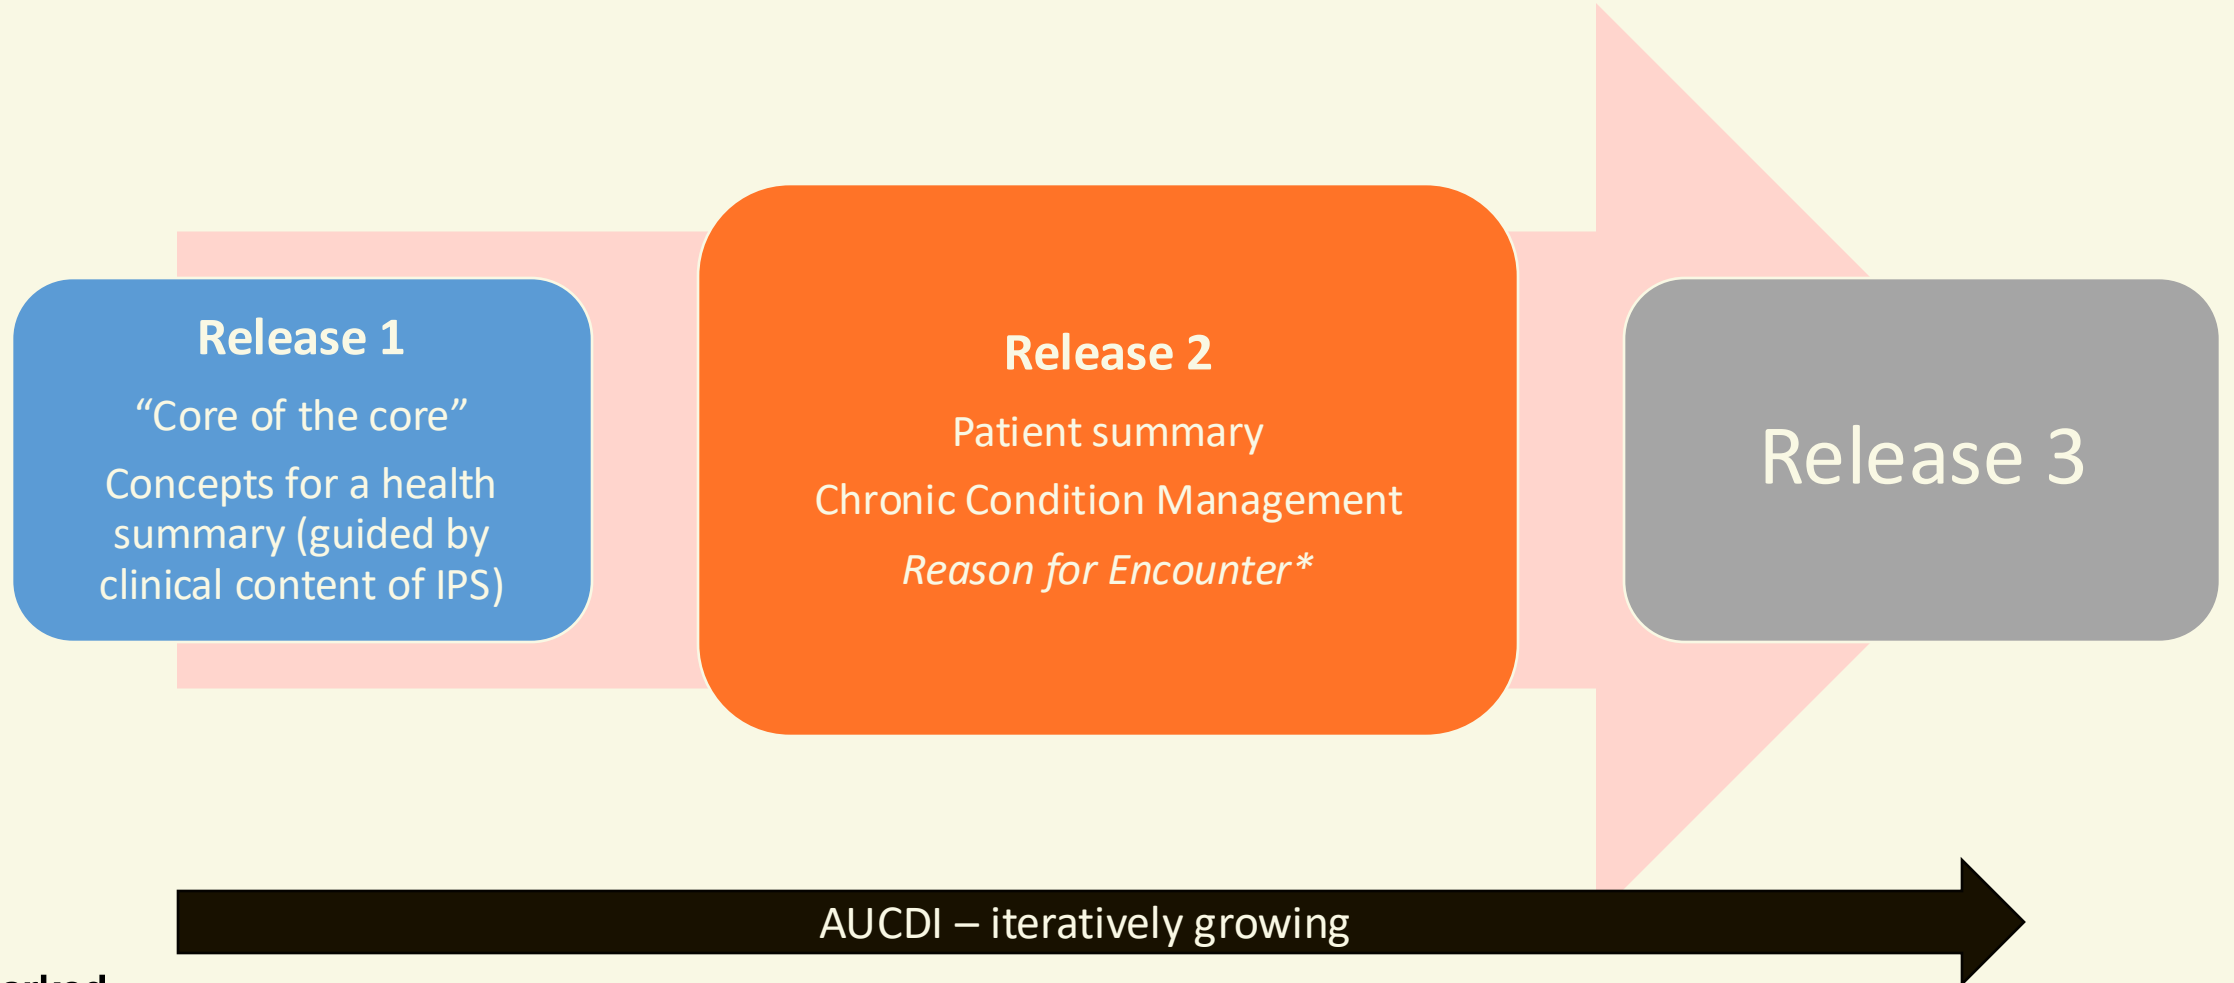 Release 1
“Core of the core”
Concepts for a health
summary (guided by
clinical content of IPS)
Release 2
Patient summary
Chronic Condition Management
Reason for Encounter*
Release 3
AUCDI – iteratively growing